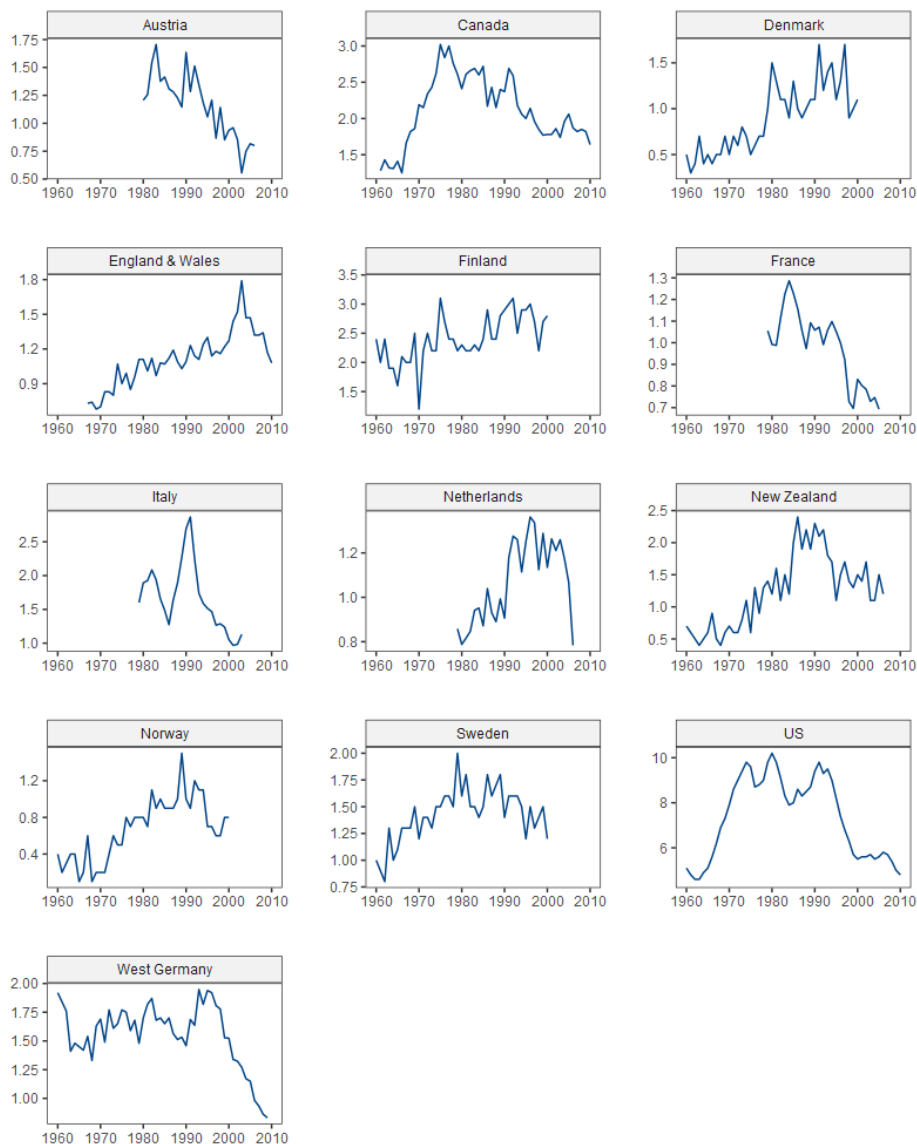 Austria
1.75
1.50
1.25
1.00
0.75
0.50
1960 1970 1980 1990 2000 2010
Canada
3.0
2.5
2.0
1.5
1960 1970 1980 1990 2000 2010
Denmark
1.5
1.0
0.5
1960 1970 1980 1990 2000 2010
England & Wales
1.8
1.5
1.2
0.9
1960 1970 1980 1990 2000 2010
Finland
3.5
3.0
2.5
2.0
1.5
1960 1970 1980 1990 2000 2010
France
1.3
1.2
1.1
1.0
0.9
0.8
0.7
1960 1970 1980 1990 2000 2010
Italy
2.5
2.0
1.5
1.0
1960 1970 1980 1990 2000 2010
Netherlands
1.2
1.0
0.8
1960 1970 1980 1990 2000 2010
New Zealand
2.5
2.0
1.5
1.0
0.5
1960 1970 1980 1990 2000 2010
Norway
1.2
0.8
0.4
1960 1970 1980 1990 2000 2010
Sweden
2.00
1.75
1.50
1.25
1.00
0.75
1960 1970 1980 1990 2000 2010
US
10
8
6
1960 1970 1980 1990 2000 2010
West Germany
2.00
1.75
1.50
1.25
1.00
1960 1970 1980 1990 2000 2010